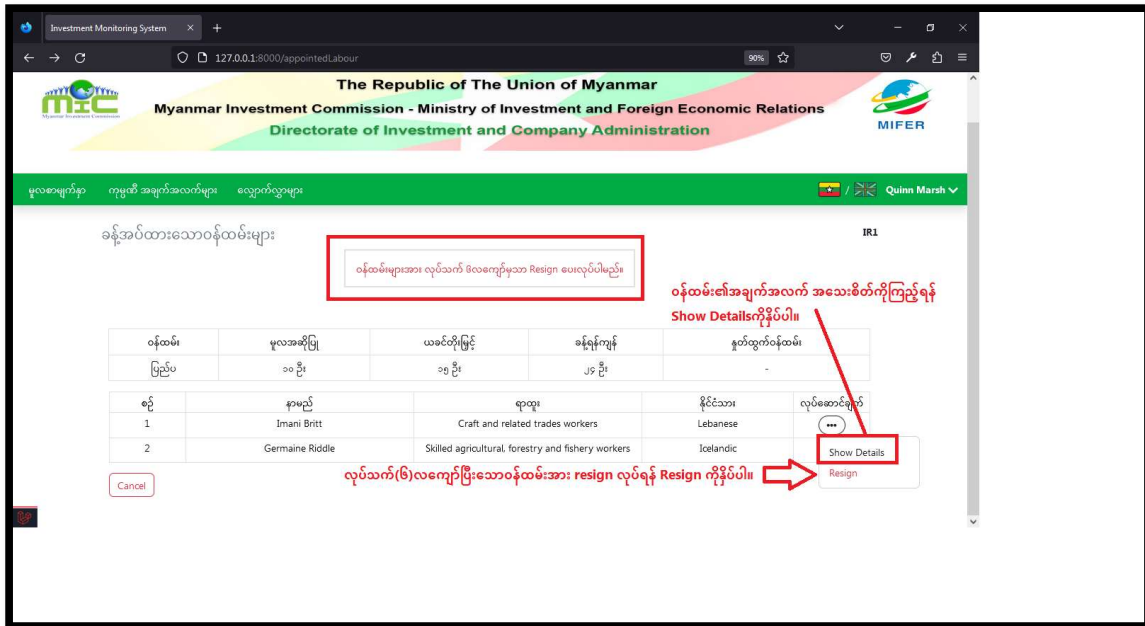 Investment Monitoring System
127.0.0.1:8000/appointedLabour
90%
MIC
Myanmar Investment Commission
The Republic of The Union of Myanmar
Myanmar Investment Commission - Ministry of Investment and Foreign Economic Relations
Directorate of Investment and Company Administration
MIFER
မူလစာမျက်နှာ ကုမ္ပဏီ အချက်အလက်များ လျှောက်လွှာများ / Quinn Marsh
ခန့်အပ်ထားသောဝန်ထမ်းများ
IR1
ဝန်ထမ်းများအား လုပ်သက် ၆လကျော်မှသာ Resign ပေးလုပ်ပါမည်။
ဝန်ထမ်း၏အချက်အလက် အသေးစိတ်ကိုကြည့်ရန်
Show Detailsကိုနှိပ်ပါ။
ဝန်ထမ်း မူလအဆိုပြု ယခင်တိုးမြှင့် ခန့်ရန်ကျန် နှုတ်ထွက်ဝန်ထမ်း
ပြည်ပ ၁၀ ဦး ၁၅ ဦး ၂၄ ဦး -
စဉ် နာမည် ရာထူး နိုင်ငံသား လုပ်ဆောင်ချက်
1 Imani Britt Craft and related trades workers Lebanese
2 Germaine Riddle Skilled agricultural, forestry and fishery workers Icelandic
Show Details
Resign
လုပ်သက်(၆)လကျော်ပြီးသောဝန်ထမ်းအား resign လုပ်ရန် Resign ကိုနှိပ်ပါ။
Cancel